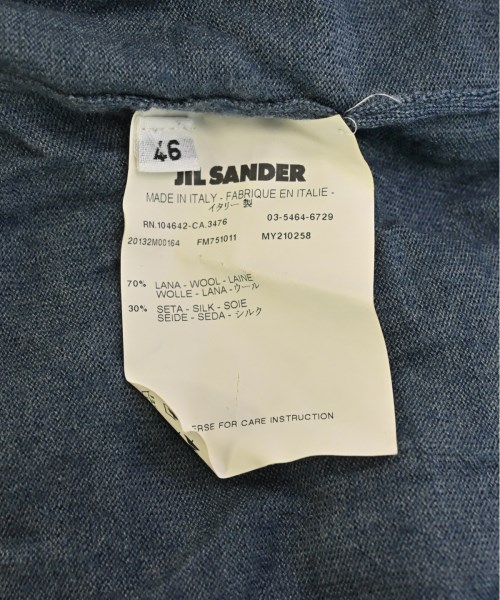 46
JIL SANDER
MADE IN ITALY - FABRIQUE EN ITALIE -
イタリー 製
RN.104642-CA.3476 03-5464-6729
20132M00164 FM751011 MY210258
70% LANA - WOOL - LAINE
WOLLE - LANA - ウール
30% SETA - SILK - SOIE
SEIDE - SEDA - シルク
ERSE FOR CARE INSTRUCTION